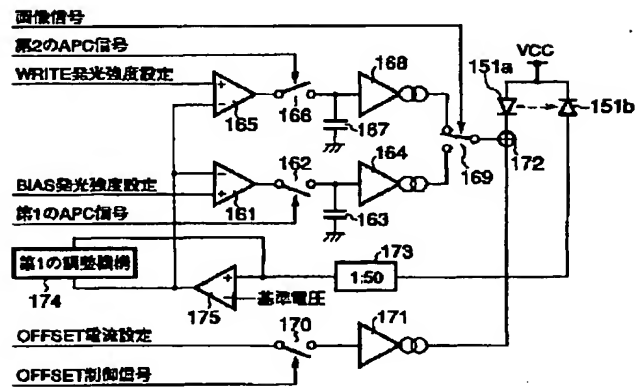 画像信号
第2のAPC信号
WRITE発光強度設定
168
VCC
151a
151b
165
166
167
162
164
169
172
BIAS発光強度設定
161
163
第1のAPC信号
第1の調整機構
173
1:50
174
175
基準電圧
170
171
OFFSET電流設定
OFFSET制御信号